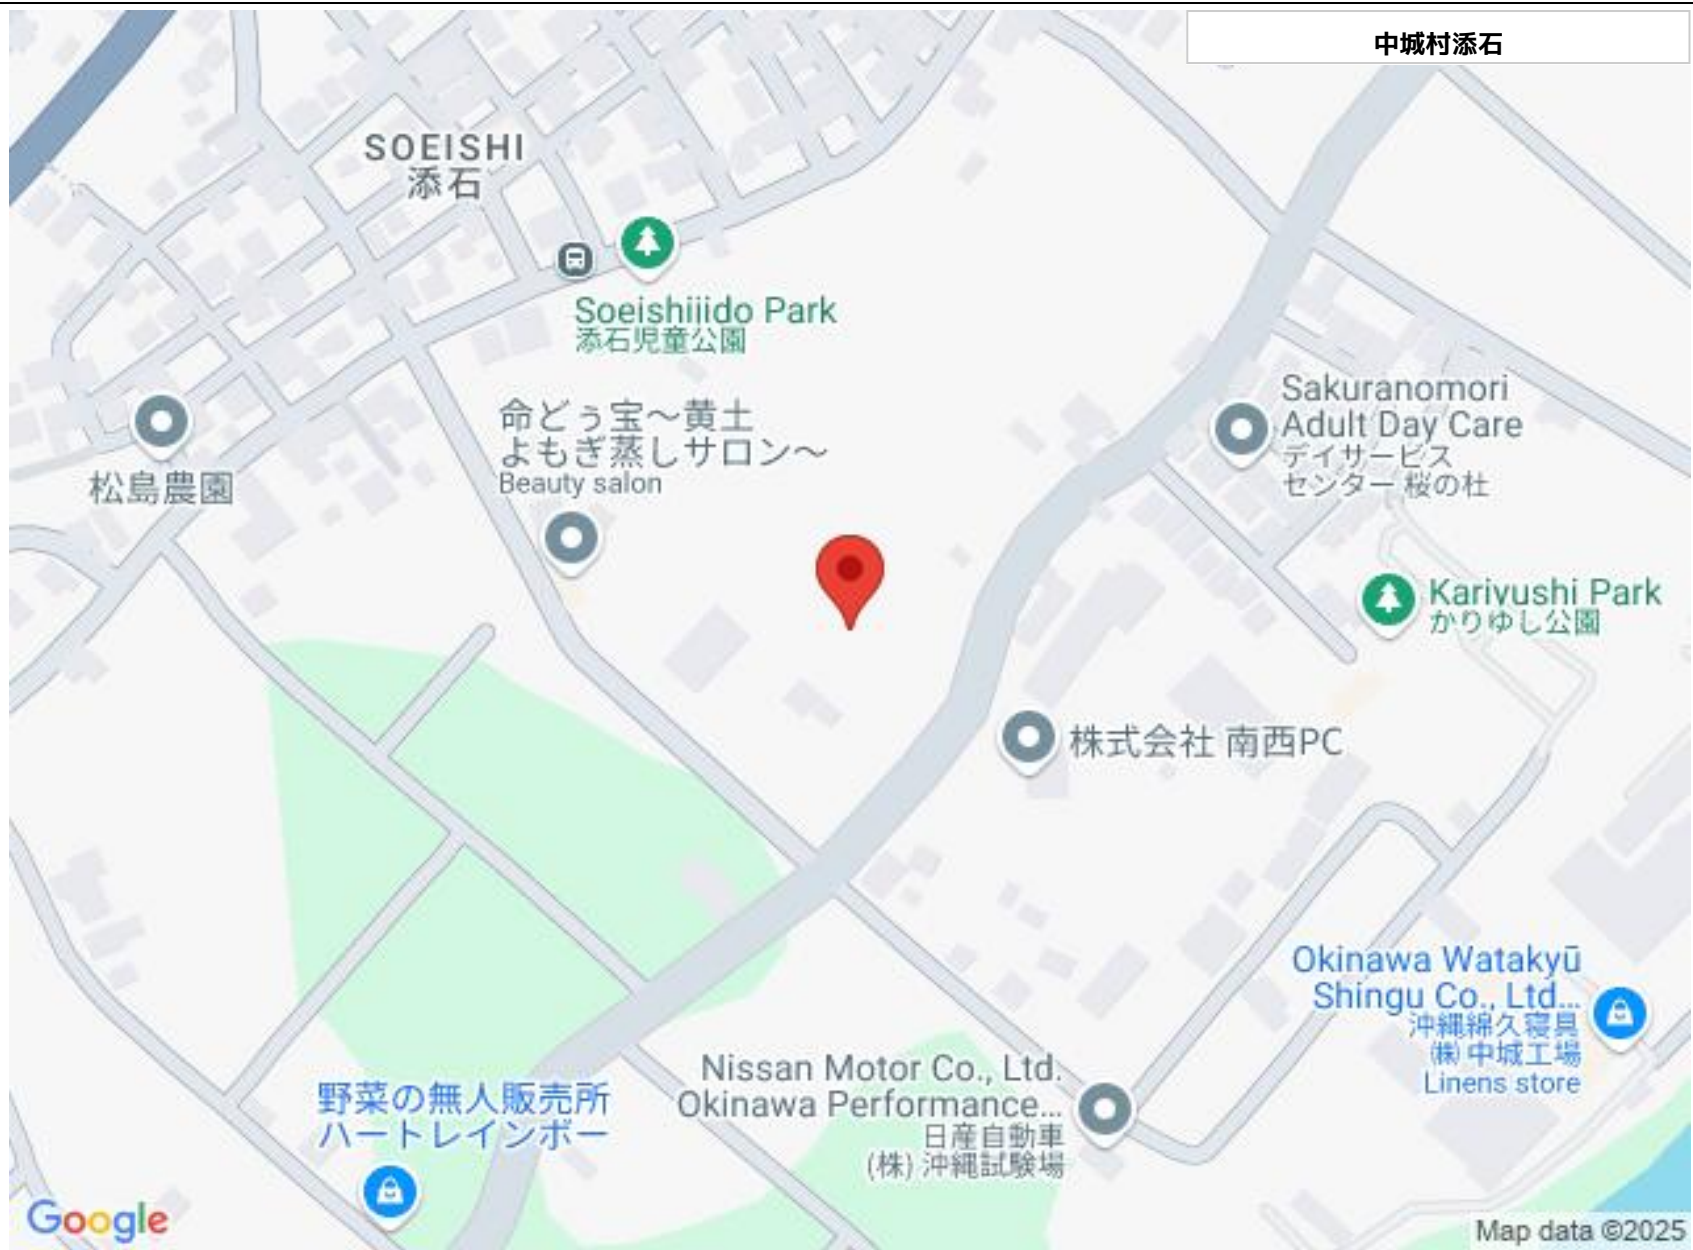 中城村添石
SOEISHI
添石
Soeishijido Park
添石児童公園
命どぅ宝～黄土
よもぎ蒸しサロン～
Beauty salon
松島農園
Sakuranomori
Adult Day Care
デイサービス
センター 桜の杜
Kariyushi Park
かりゆし公園
株式会社 南西PC
Okinawa Watakyū
Shingu Co., Ltd...
沖縄綿久寝具
㈱ 中城工場
Linens store
Nissan Motor Co., Ltd.
Okinawa Performance...
日産自動車
(株) 沖縄試験場
野菜の無人販売所
ハートレインボー
Google
Map data ©2025